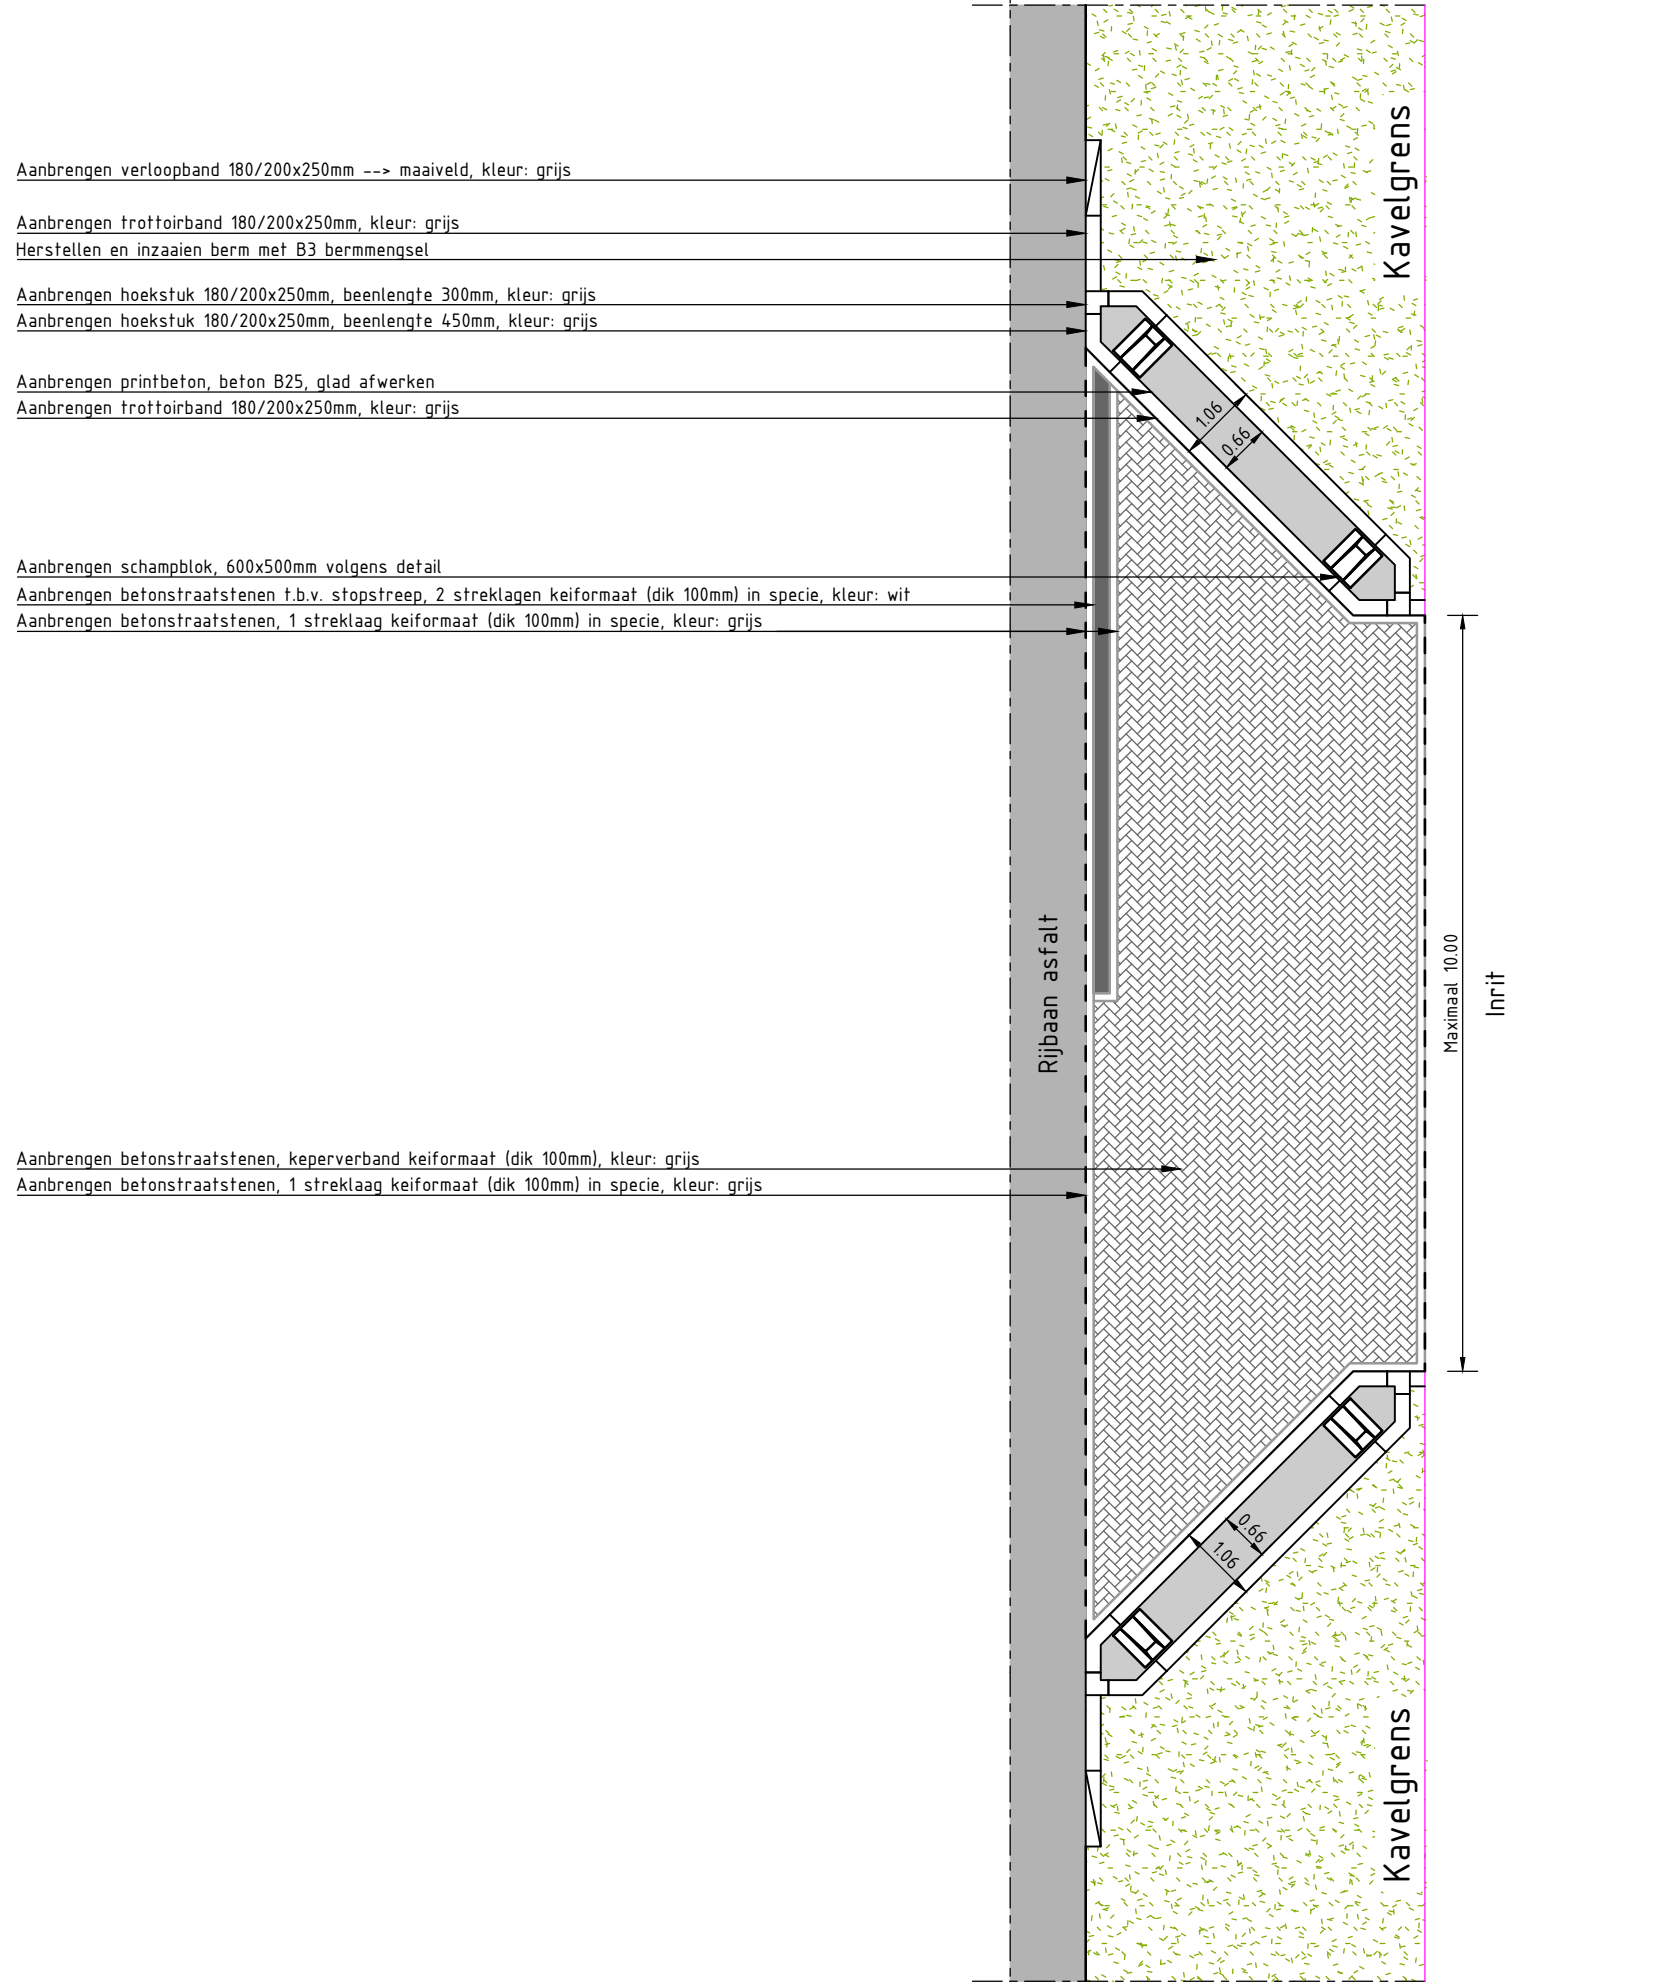 Kavelgrens
Aanbrengen verloopband 180/200x250mm --> maaiveld, kleur: grijs
Aanbrengen trottoirband 180/200x250mm, kleur: grijs
Herstellen en inzaaien berm met B3 bermmengsel
Aanbrengen hoekstuk 180/200x250mm, beenlengte 300mm, kleur: grijs
Aanbrengen hoekstuk 180/200x250mm, beenlengte 450mm, kleur: grijs
Aanbrengen printbeton, beton B25, glad afwerken
Aanbrengen trottoirband 180/200x250mm, kleur: grijs
1.06
0.66
Aanbrengen schampblok, 600x500mm volgens detail
Aanbrengen betonstraatstenen t.b.v. stopstreep, 2 streklagen keiformaat (dik 100mm) in specie, kleur: wit
Aanbrengen betonstraatstenen, 1 streklaag keiformaat (dik 100mm) in specie, kleur: grijs
Rijbaan asfalt
Maximaal 10.00
Inrit
Aanbrengen betonstraatstenen, keperverband keiformaat (dik 100mm), kleur: grijs
Aanbrengen betonstraatstenen, 1 streklaag keiformaat (dik 100mm) in specie, kleur: grijs
0.66
1.06
Kavelgrens